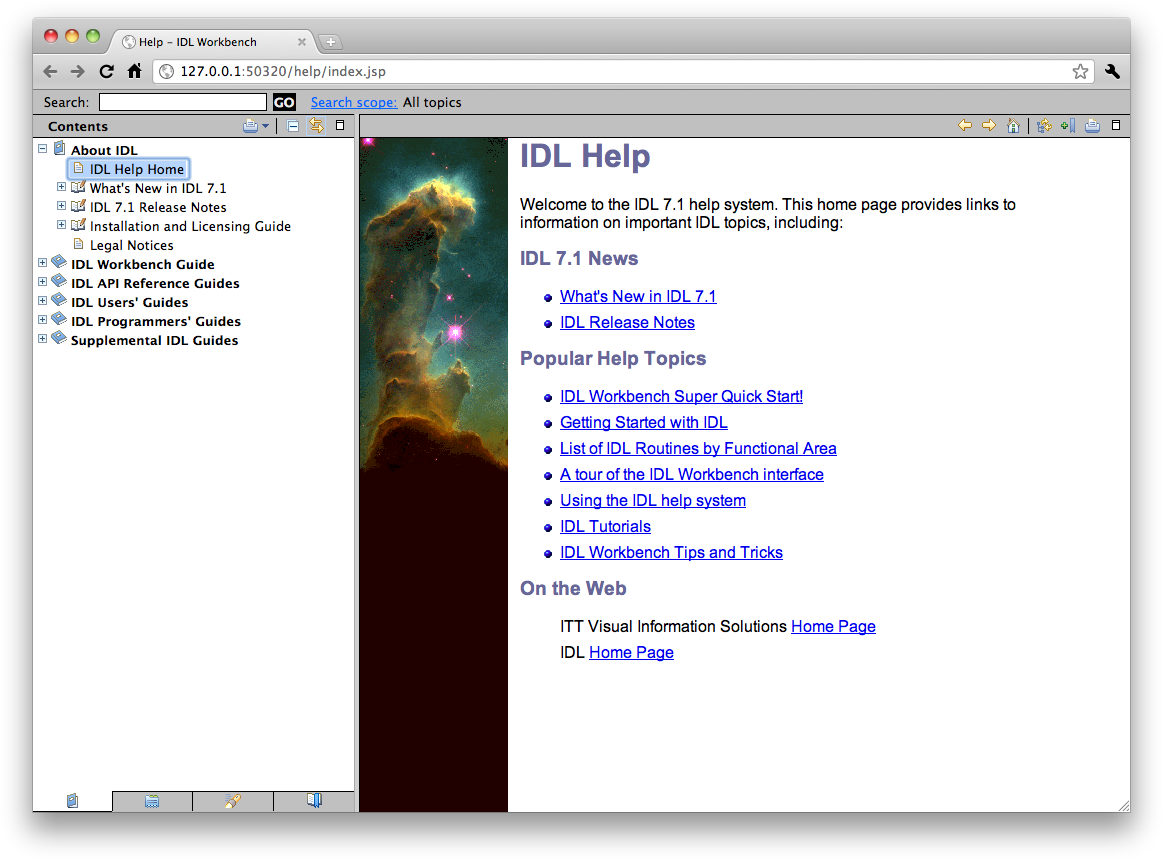 Help – IDL Workbench
127.0.0.1:50320/help/index.jsp
Search: GO Search scope: All topics
Contents
About IDL
IDL Help Home
What's New in IDL 7.1
IDL 7.1 Release Notes
Installation and Licensing Guide
Legal Notices
IDL Workbench Guide
IDL API Reference Guides
IDL Users' Guides
IDL Programmers' Guides
Supplemental IDL Guides
IDL Help
Welcome to the IDL 7.1 help system. This home page provides links to
information on important IDL topics, including:
IDL 7.1 News
What's New in IDL 7.1
IDL Release Notes
Popular Help Topics
IDL Workbench Super Quick Start!
Getting Started with IDL
List of IDL Routines by Functional Area
A tour of the IDL Workbench interface
Using the IDL help system
IDL Tutorials
IDL Workbench Tips and Tricks
On the Web
ITT Visual Information Solutions Home Page
IDL Home Page